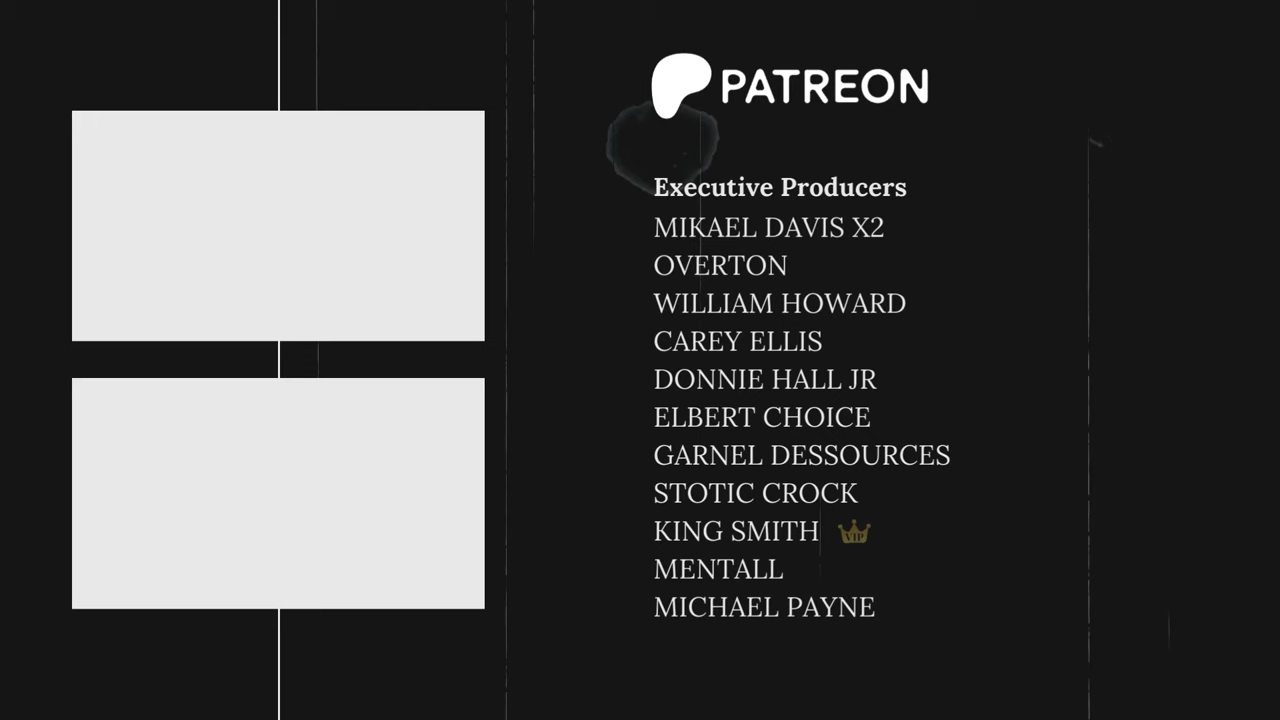 PATREON
Executive Producers
MIKAEL DAVIS X2
OVERTON
WILLIAM HOWARD
CAREY ELLIS
DONNIE HALL JR
ELBERT CHOICE
GARNEL DESSOURCES
STOTIC CROCK
KING SMITH VIP
MENTALL
MICHAEL PAYNE